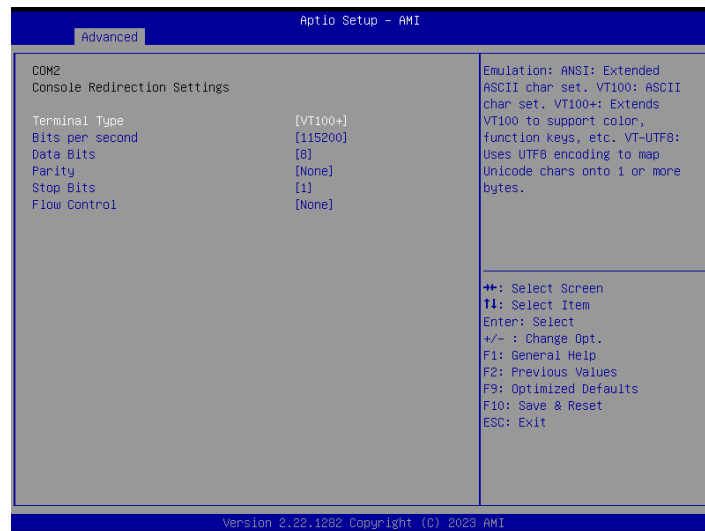 Aptio Setup - AMI
Advanced
COM2
Console Redirection Settings
Terminal Type [VT100+]
Bits per second [115200]
Data Bits [8]
Parity [None]
Stop Bits [1]
Flow Control [None]
Emulation: ANSI: Extended
ASCII char set. VT100: ASCII
char set. VT100+: Extends
VT100 to support color,
function keys, etc. VT-UTF8:
Uses UTF8 encoding to map
Unicode chars onto 1 or more
bytes.
→←: Select Screen
↑↓: Select Item
Enter: Select
+/- : Change Opt.
F1: General Help
F2: Previous Values
F9: Optimized Defaults
F10: Save & Reset
ESC: Exit
Version 2.22.1282 Copyright (C) 2023 AMI